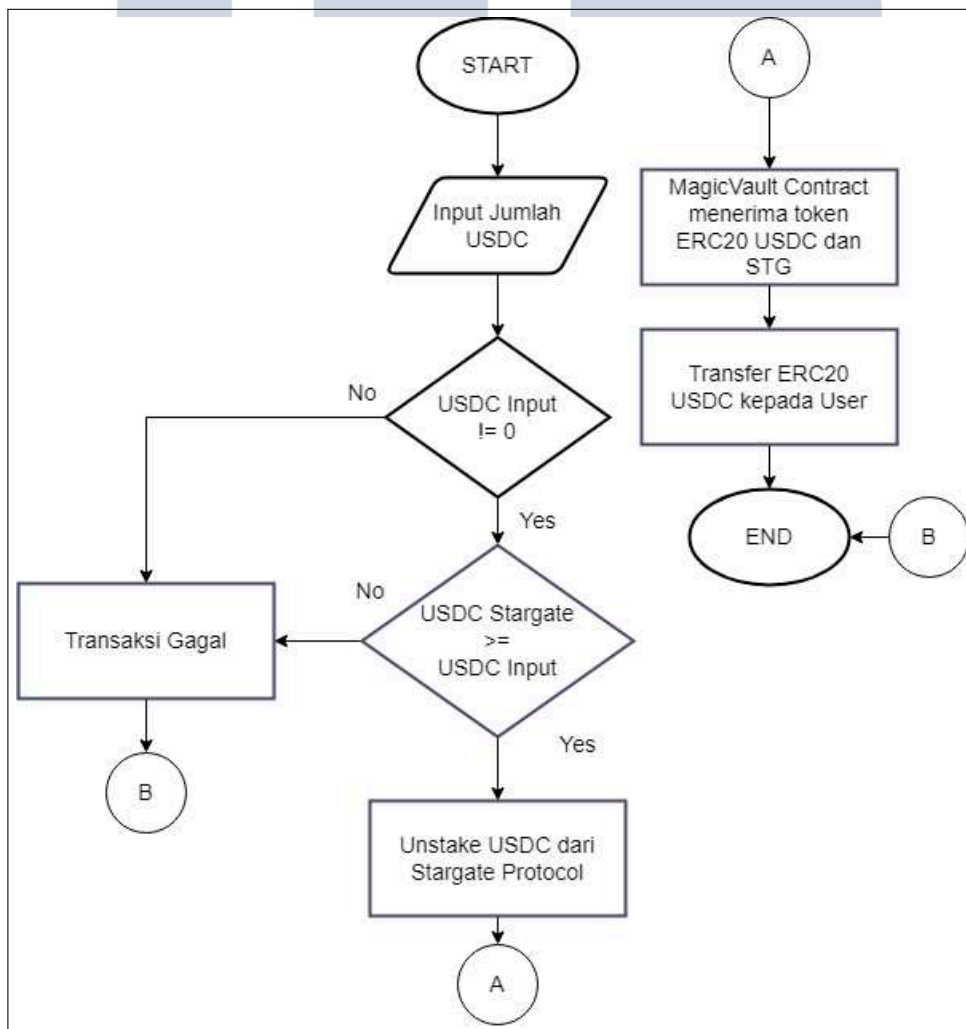 START
Input Jumlah
USDC
USDC Input
!= 0
No
Yes
USDC Stargate
>=
USDC Input
No
Yes
Transaksi Gagal
B
Unstake USDC dari
Stargate Protocol
A
A
MagicVault Contract
menerima token
ERC20 USDC dan
STG
Transfer ERC20
USDC kepada User
END
B